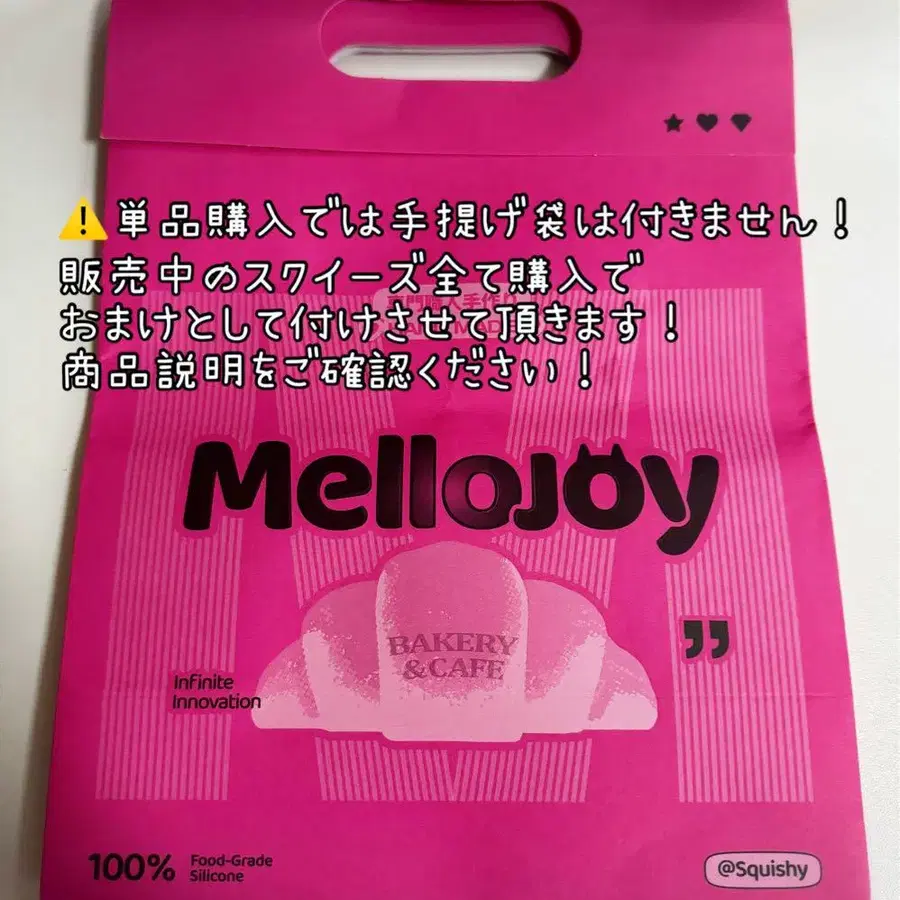 ⚠️単品購入では手提げ袋は付きません！
販売中のスクイーズ全て購入で
おまけとして付けさせて頂きます！
商品説明をご確認ください！
Mellojoy
BAKERY
&CAFE
”
Infinite
Innovation
100%
Food-Grade
Silicone
@Squishy